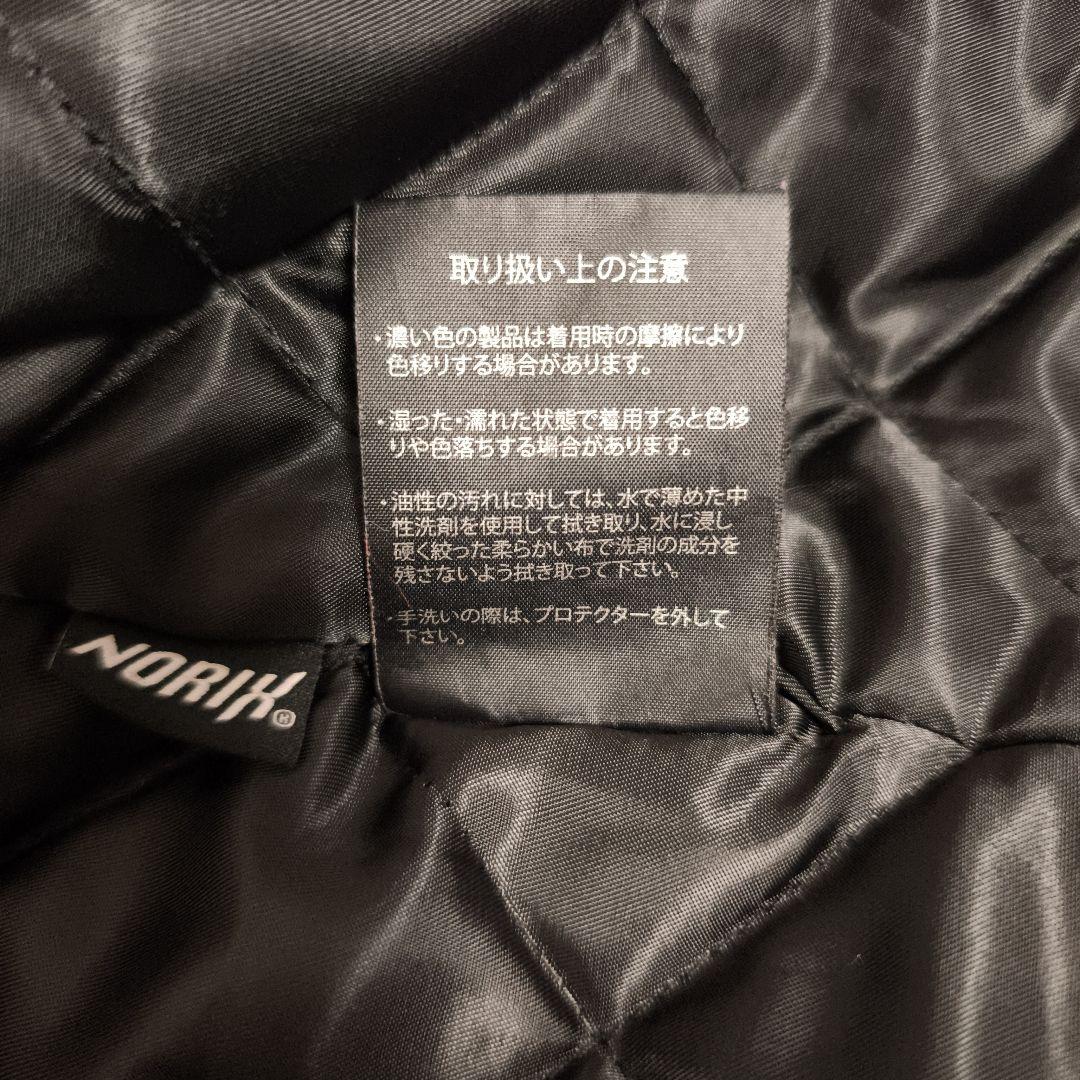 取り扱い上の注意
・濃い色の製品は着用時の摩擦により
色移りする場合があります。
・湿った・濡れた状態で着用すると色移
りや色落ちする場合があります。
・油性の汚れに対しては、水で薄めた中
性洗剤を使用して拭き取り、水に浸し
硬く絞った柔らかい布で洗剤の成分を
残さないよう拭き取って下さい。
・手洗いの際は、プロテクターを外して
下さい。
NORIX®